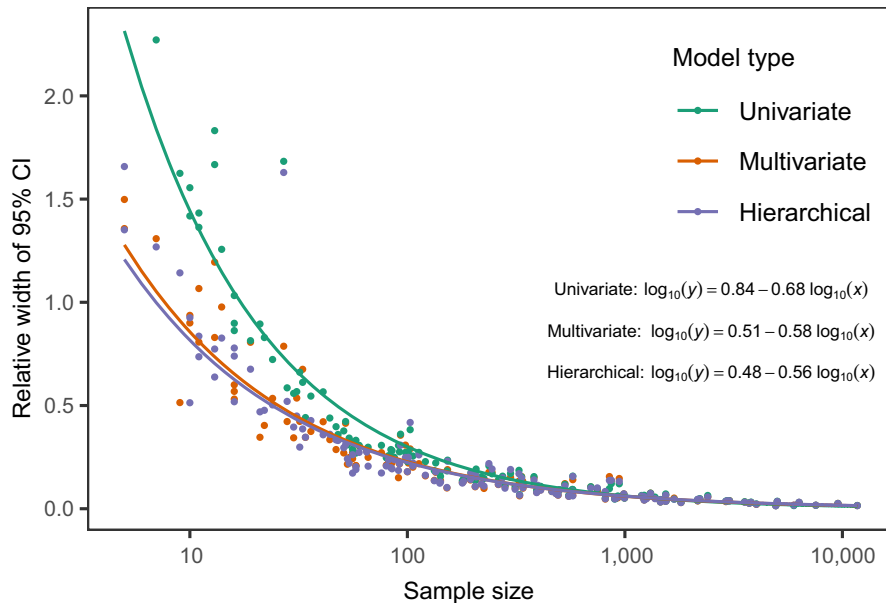 Relative width of 95% CI
2.0
1.5
1.0
0.5
0.0
Model type
Univariate
Multivariate
Hierarchical
Univariate: log₁₀(y) = 0.84 − 0.68 log₁₀(x)
Multivariate: log₁₀(y) = 0.51 − 0.58 log₁₀(x)
Hierarchical: log₁₀(y) = 0.48 − 0.56 log₁₀(x)
10
100
1,000
10,000
Sample size